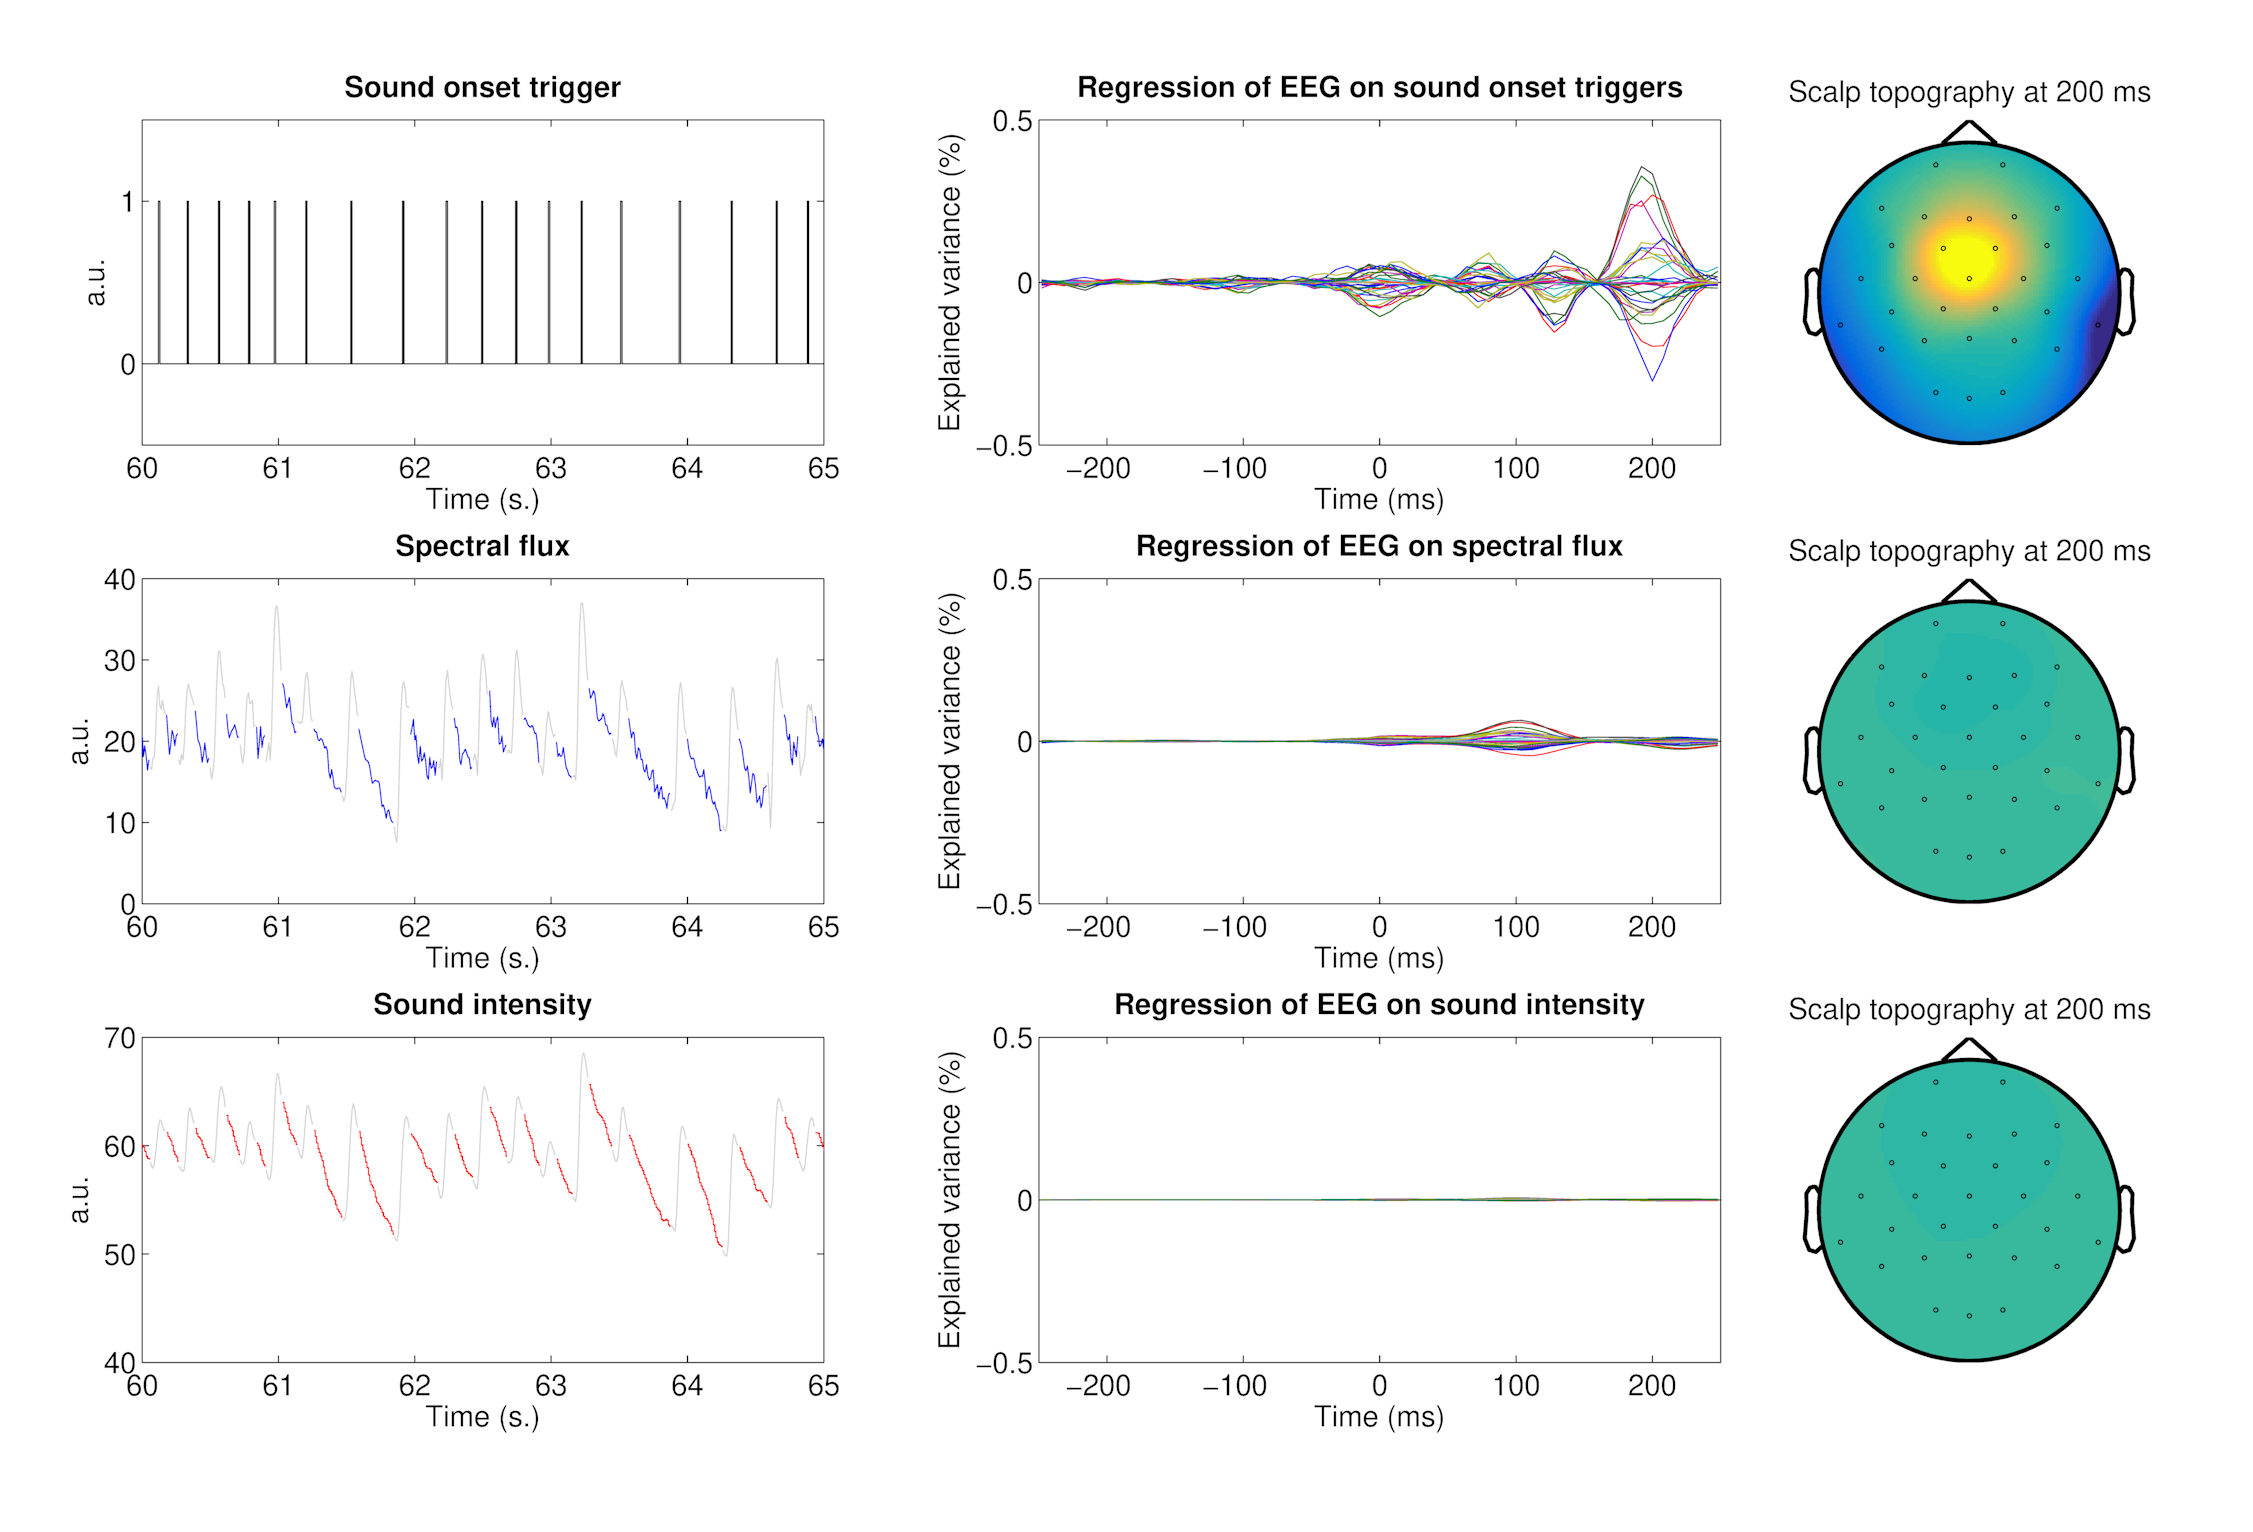 Sound onset trigger
Regression of EEG on sound onset triggers
Scalp topography at 200 ms
a.u.
1
0
60 61 62 63 64 65
Time (s.)
Explained variance (%)
0.5
0
−0.5
−200 −100 0 100 200
Time (ms)
Spectral flux
Regression of EEG on spectral flux
Scalp topography at 200 ms
a.u.
40
30
20
10
0
60 61 62 63 64 65
Time (s.)
Explained variance (%)
0.5
0
−0.5
−200 −100 0 100 200
Time (ms)
Sound intensity
Regression of EEG on sound intensity
Scalp topography at 200 ms
a.u.
70
60
50
40
60 61 62 63 64 65
Time (s.)
Explained variance (%)
0.5
0
−0.5
−200 −100 0 100 200
Time (ms)